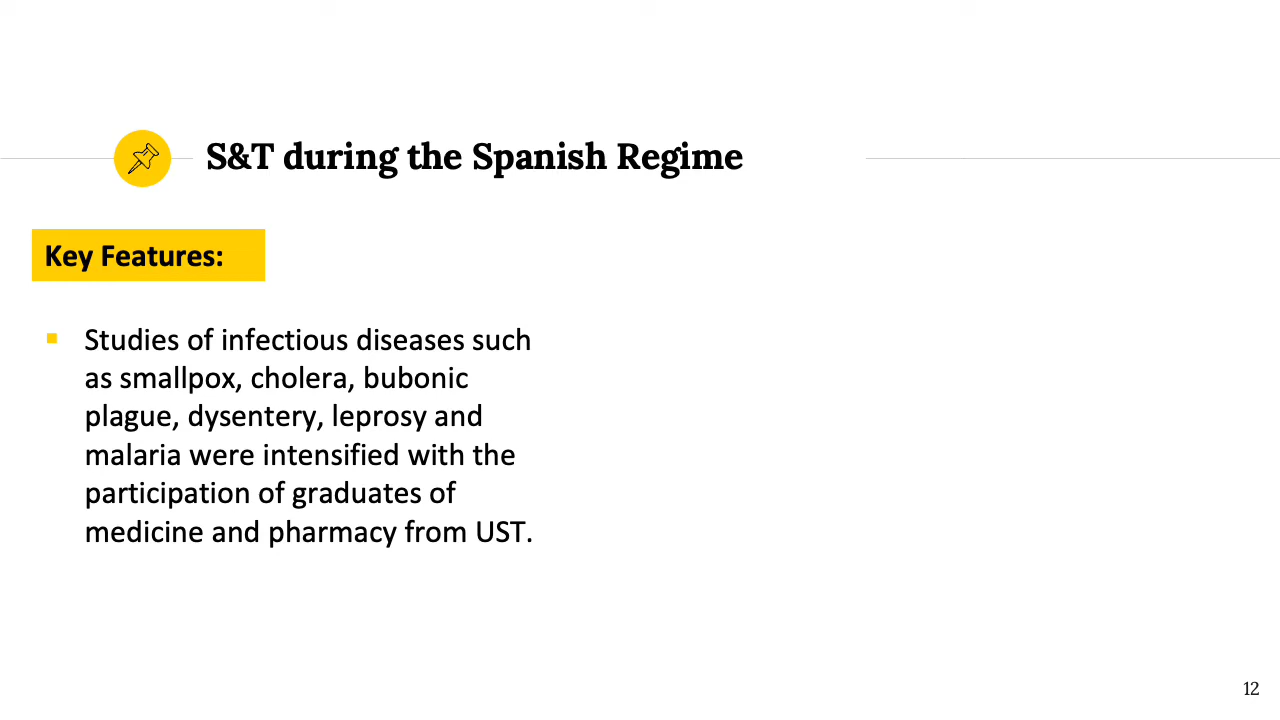 S&T during the Spanish Regime
Key Features:
Studies of infectious diseases such
as smallpox, cholera, bubonic
plague, dysentery, leprosy and
malaria were intensified with the
participation of graduates of
medicine and pharmacy from UST.
12